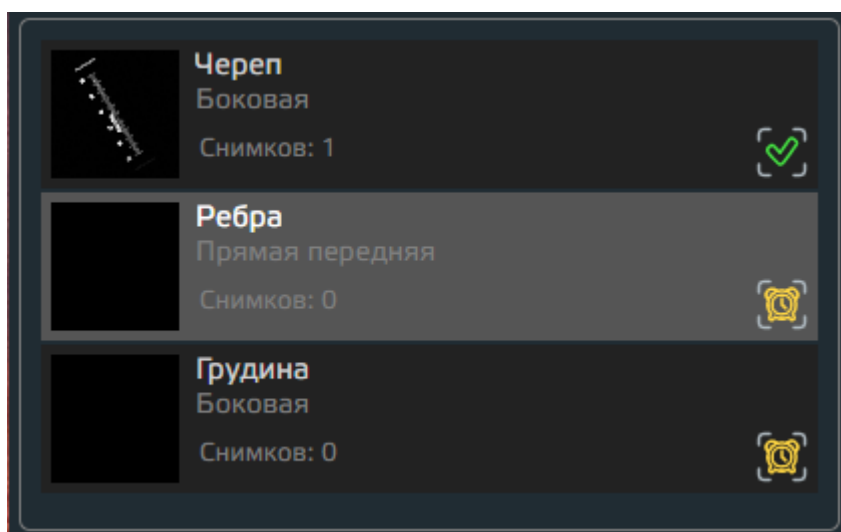 Череп
Боковая
Снимков: 1
Ребра
Прямая передняя
Снимков: 0
Грудина
Боковая
Снимков: 0